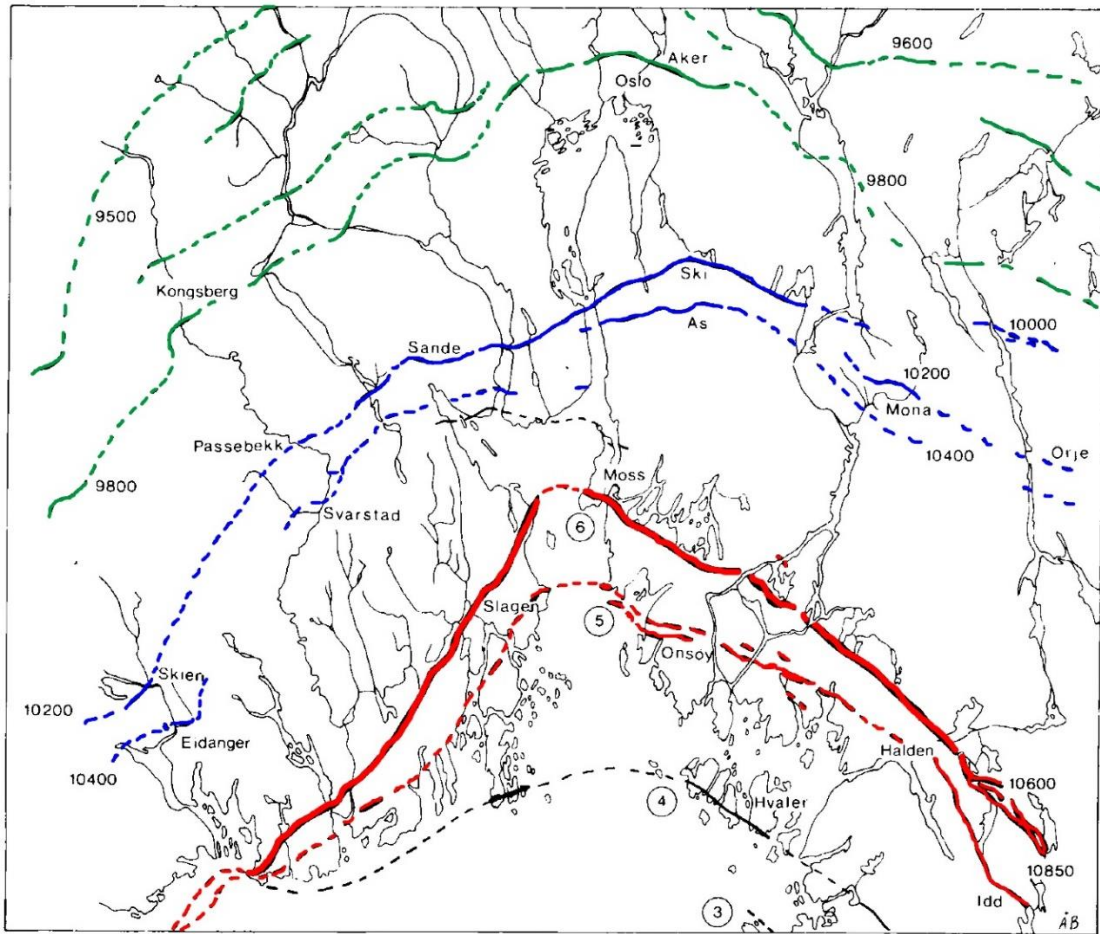 9600
Aker
Oslo
9800
9500
Kongsberg
Ski
10000
As
Sande
10200
Mona
10400
Orje
Passebekk
9800
Moss
Svarstad
6
Slagen
5
Onsoy
Skien
10200
Eidanger
Halden
10400
10600
4
Hvaler
10850
Idd
3
ÅB